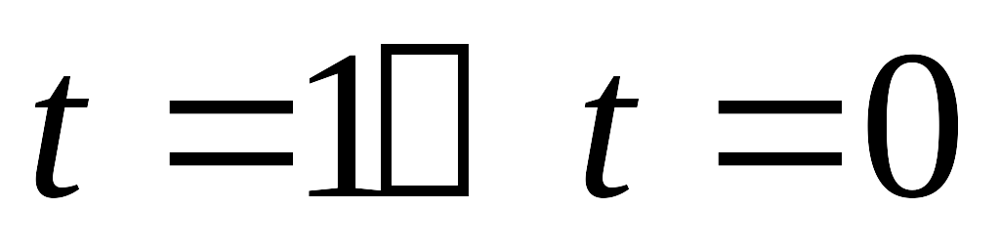 t =1▯ t =0